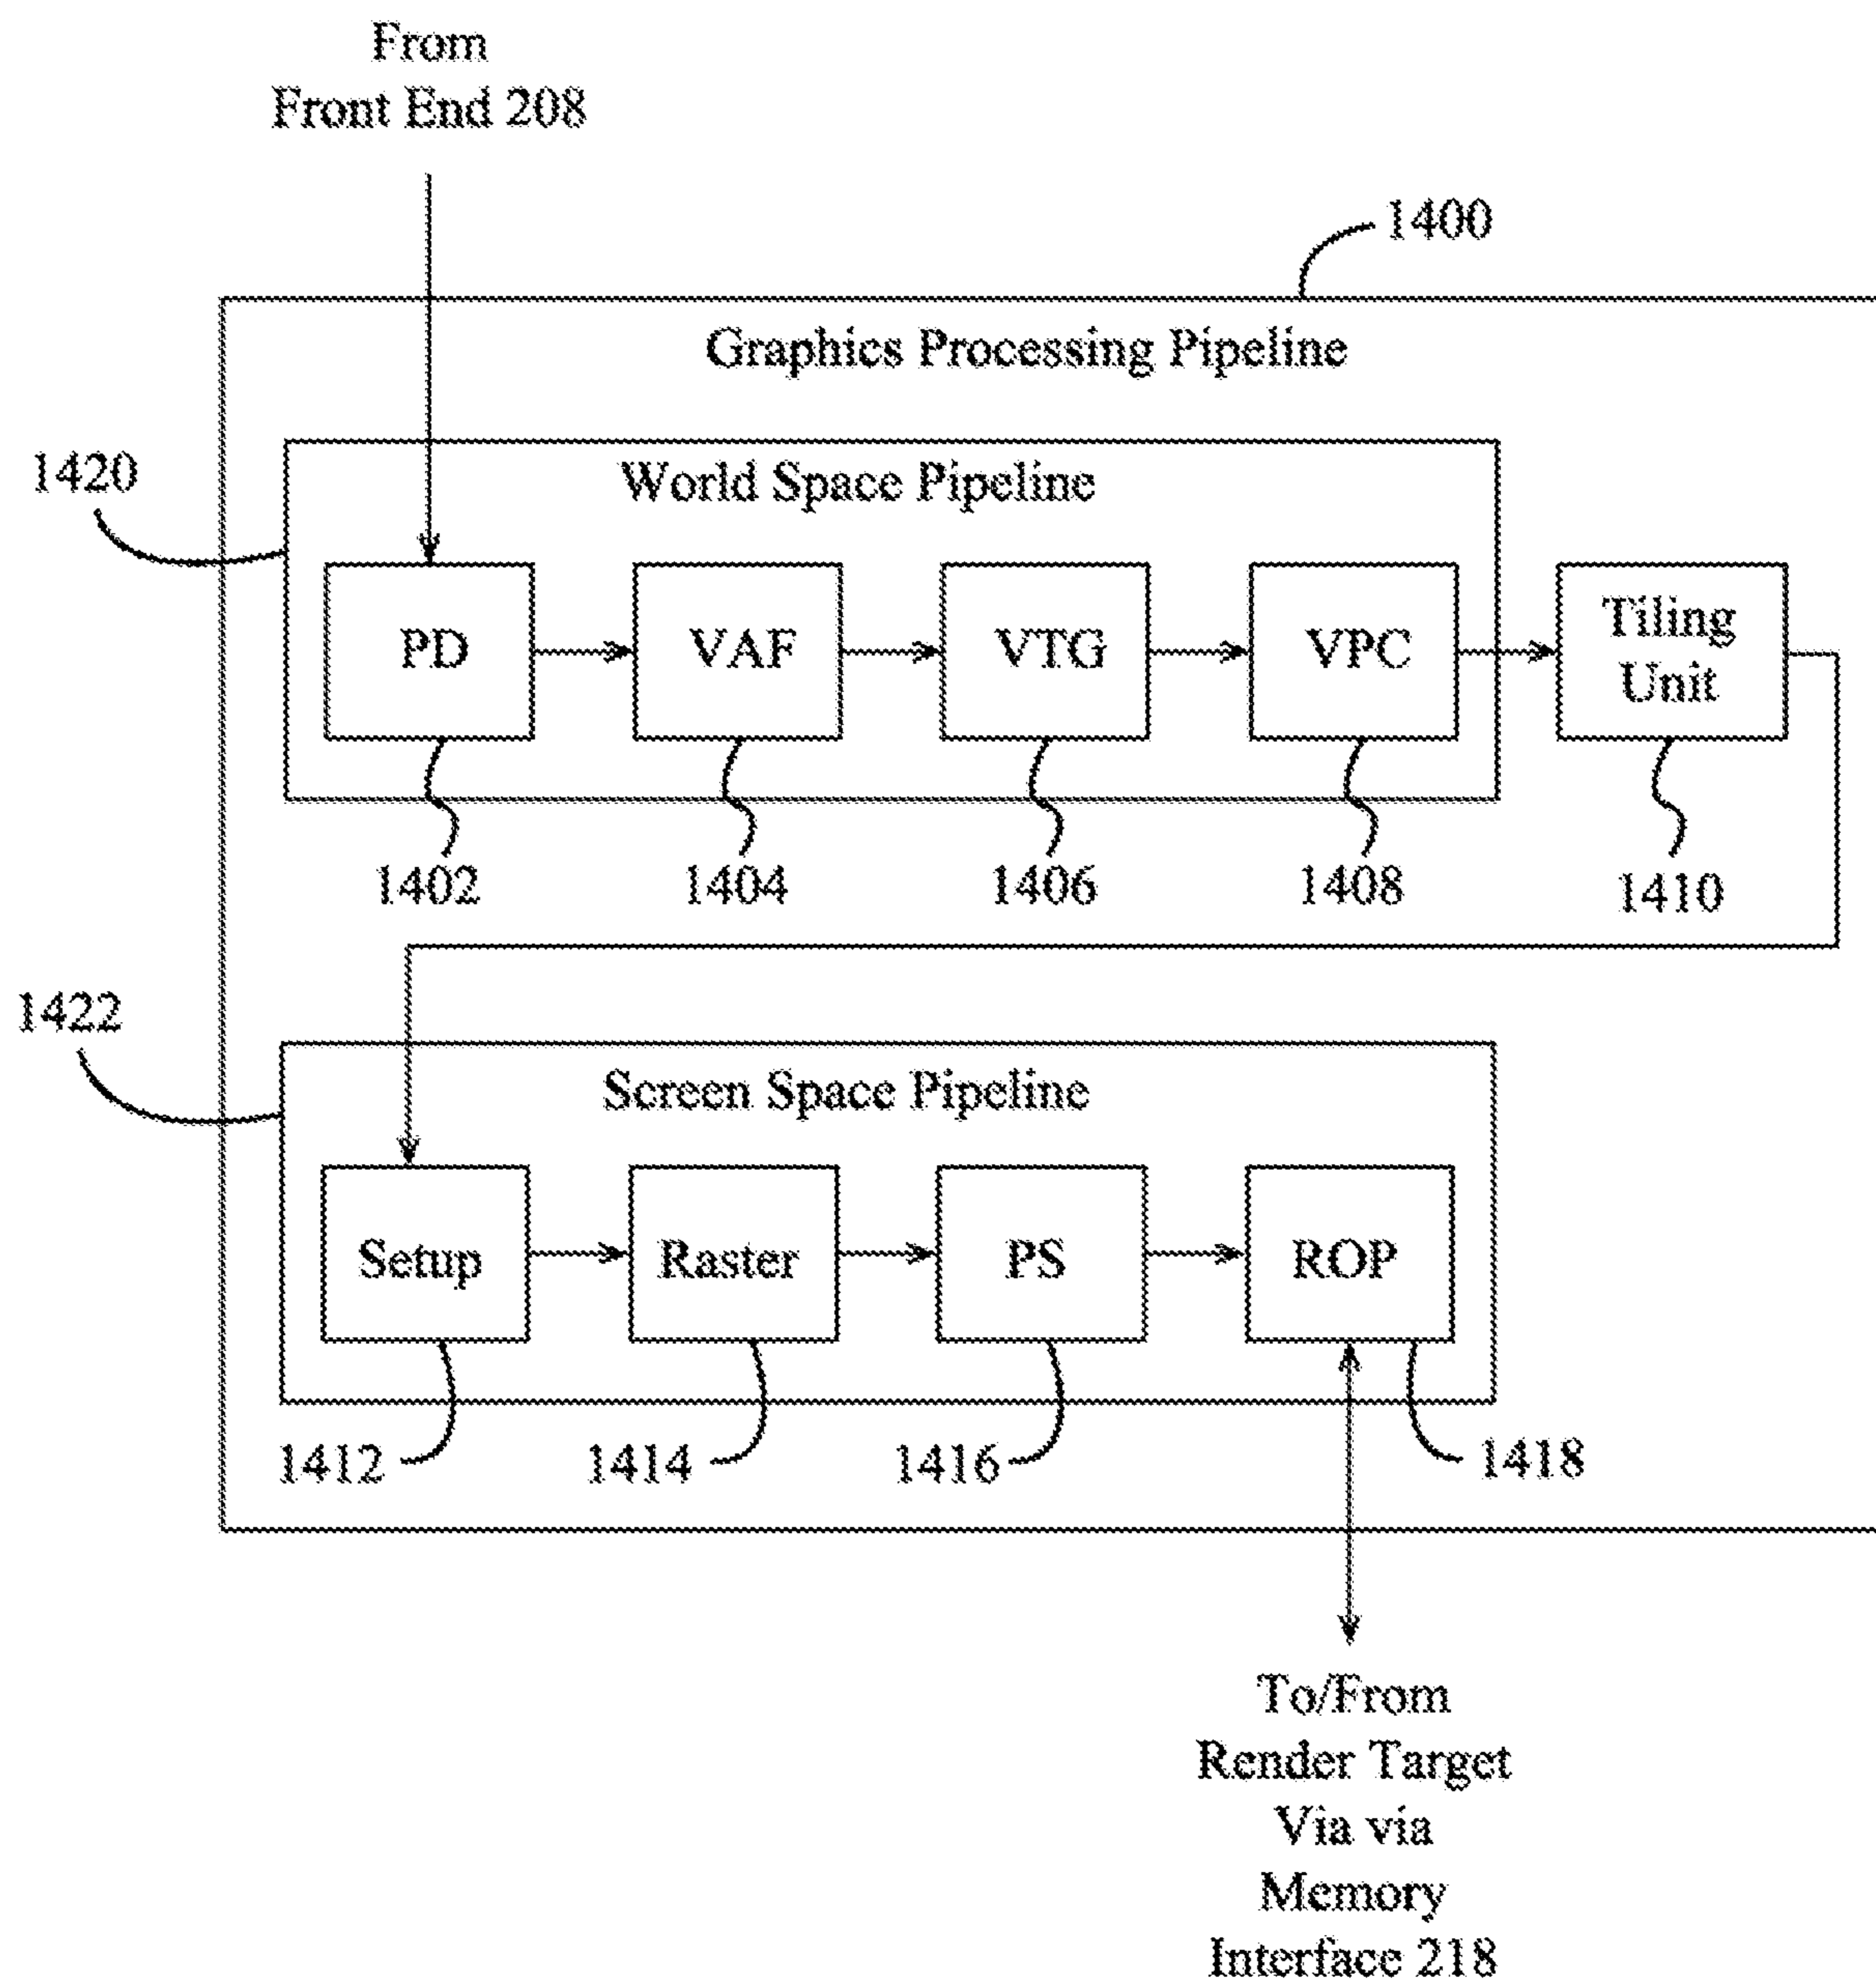 From
Front End 208
1400
Graphics Processing Pipeline
1420
World Space Pipeline
PD
VAF
VTG
VPC
Tiling
Unit
1402
1404
1406
1408
1410
1422
Screen Space Pipeline
Setup
Raster
PS
ROP
1412
1414
1416
1418
To/From
Render Target
Via via
Memory
Interface 218